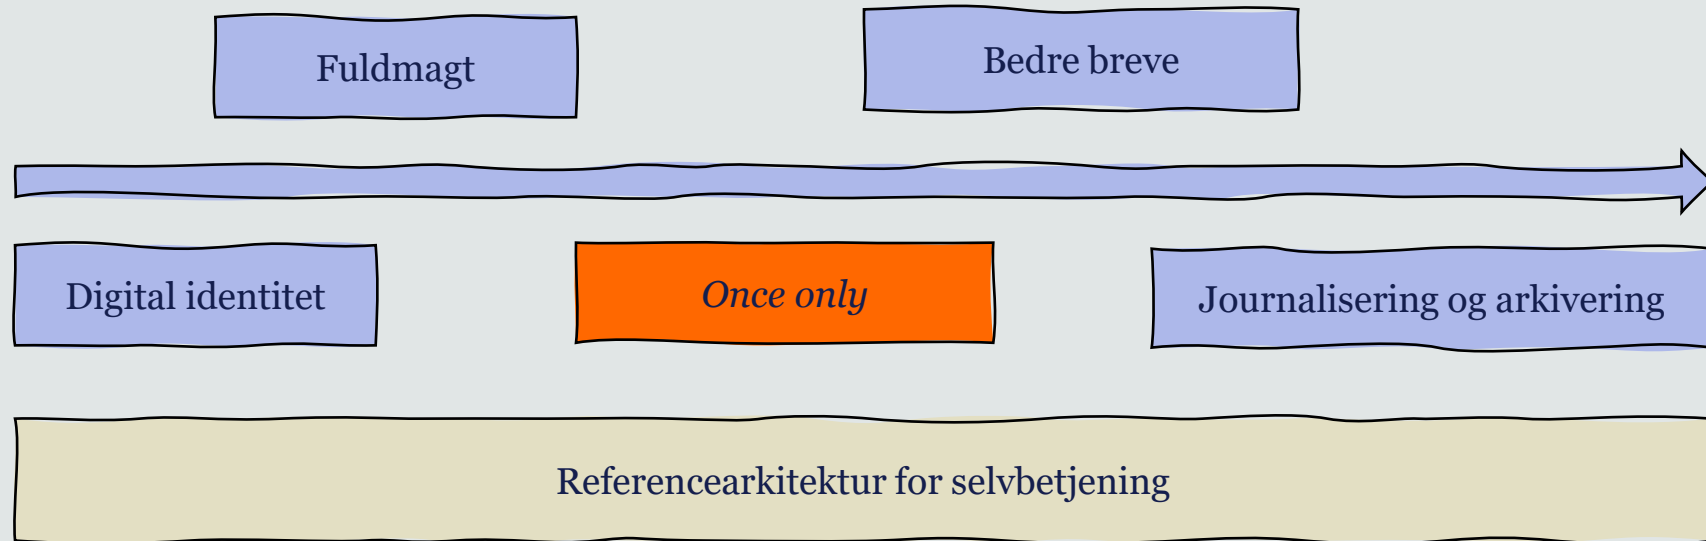 Fuldmagt
Bedre breve
Digital identitet
Once only
Journalisering og arkivering
Referencearkitektur for selvbetjening